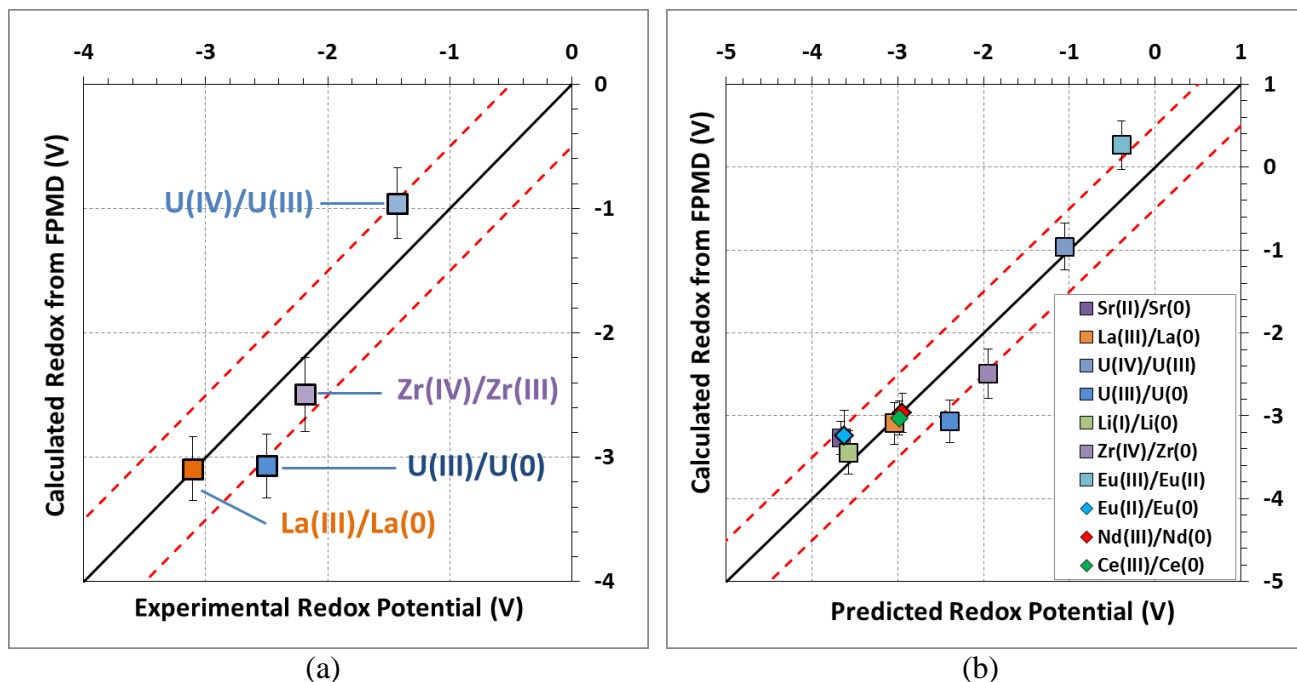 -4 -3 -2 -1 0
0
-1
-2
-3
-4
Calculated Redox from FPMD (V)
U(IV)/U(III)
Zr(IV)/Zr(III)
U(III)/U(0)
La(III)/La(0)
Experimental Redox Potential (V)
(a)
-5 -4 -3 -2 -1 0 1
1
0
-1
-2
-3
-4
-5
Calculated Redox from FPMD (V)
Sr(II)/Sr(0)
La(III)/La(0)
U(IV)/U(III)
U(III)/U(0)
Li(I)/Li(0)
Zr(IV)/Zr(0)
Eu(III)/Eu(II)
Eu(II)/Eu(0)
Nd(III)/Nd(0)
Ce(III)/Ce(0)
Predicted Redox Potential (V)
(b)